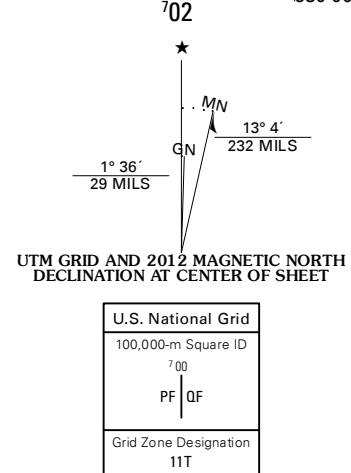 ⁷02
★
MN
GN
13° 4´
232 MILS
1° 36´
29 MILS
UTM GRID AND 2012 MAGNETIC NORTH
DECLINATION AT CENTER OF SHEET
U.S. National Grid
100,000-m Square ID
⁷00
PF QF
Grid Zone Designation
11T